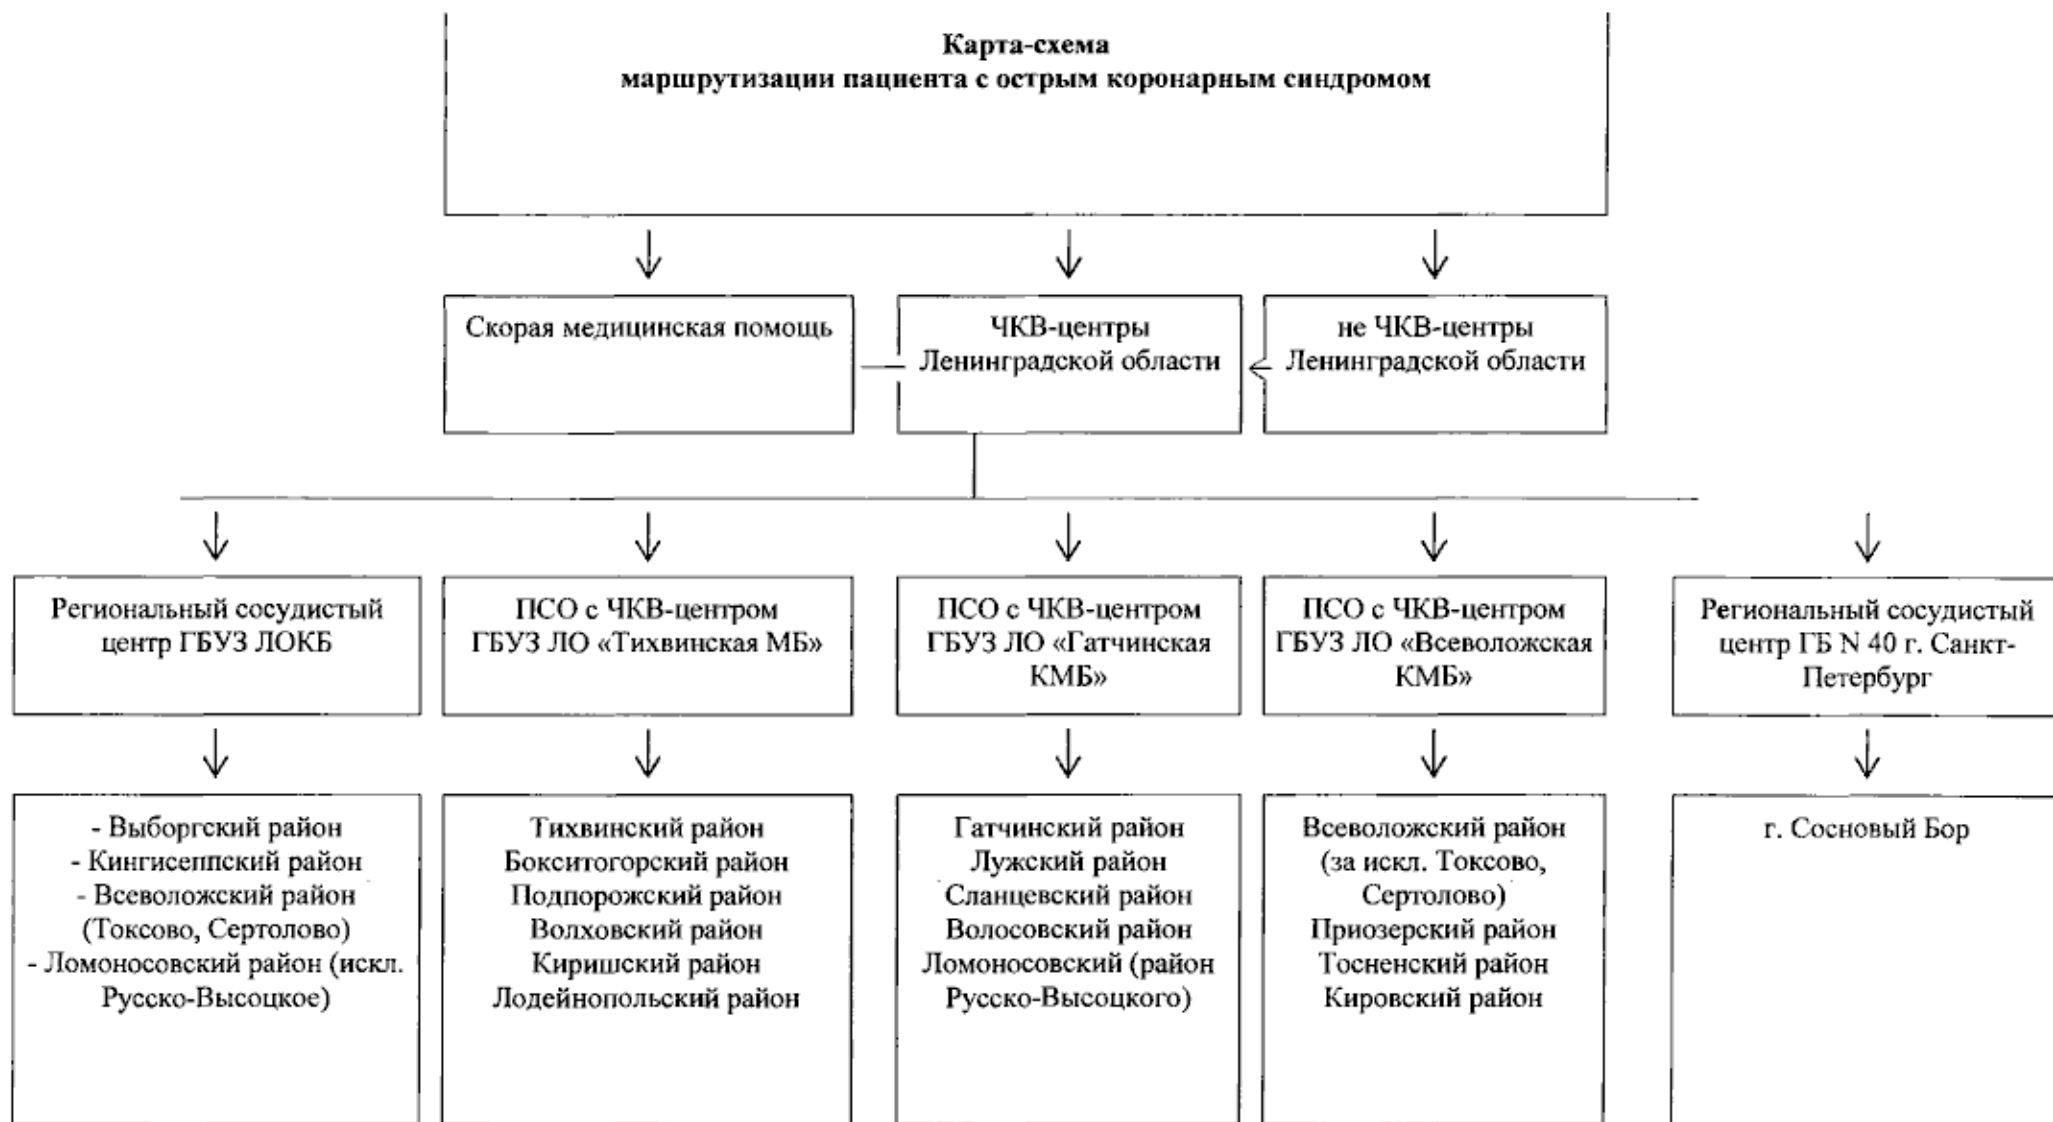 Карта-схема
маршрутизации пациента с острым коронарным синдромом
Скорая медицинская помощь
ЧКВ-центры
Ленинградской области
не ЧКВ-центры
Ленинградской области
Региональный сосудистый
центр ГБУЗ ЛОКБ
ПСО с ЧКВ-центром
ГБУЗ ЛО «Тихвинская МБ»
ПСО с ЧКВ-центром
ГБУЗ ЛО «Гатчинская
КМБ»
ПСО с ЧКВ-центром
ГБУЗ ЛО «Всеволожская
КМБ»
Региональный сосудистый
центр ГБ N 40 г. Санкт-
Петербург
- Выборгский район
- Кингисеппский район
- Всеволожский район
(Токсово, Сертолово)
- Ломоносовский район (искл.
Русско-Высоцкое)
Тихвинский район
Бокситогорский район
Подпорожский район
Волховский район
Киришский район
Лодейнопольский район
Гатчинский район
Лужский район
Сланцевский район
Волосовский район
Ломоносовский (район
Русско-Высоцкого)
Всеволожский район
(за искл. Токсово,
Сертолово)
Приозерский район
Тосненский район
Кировский район
г. Сосновый Бор